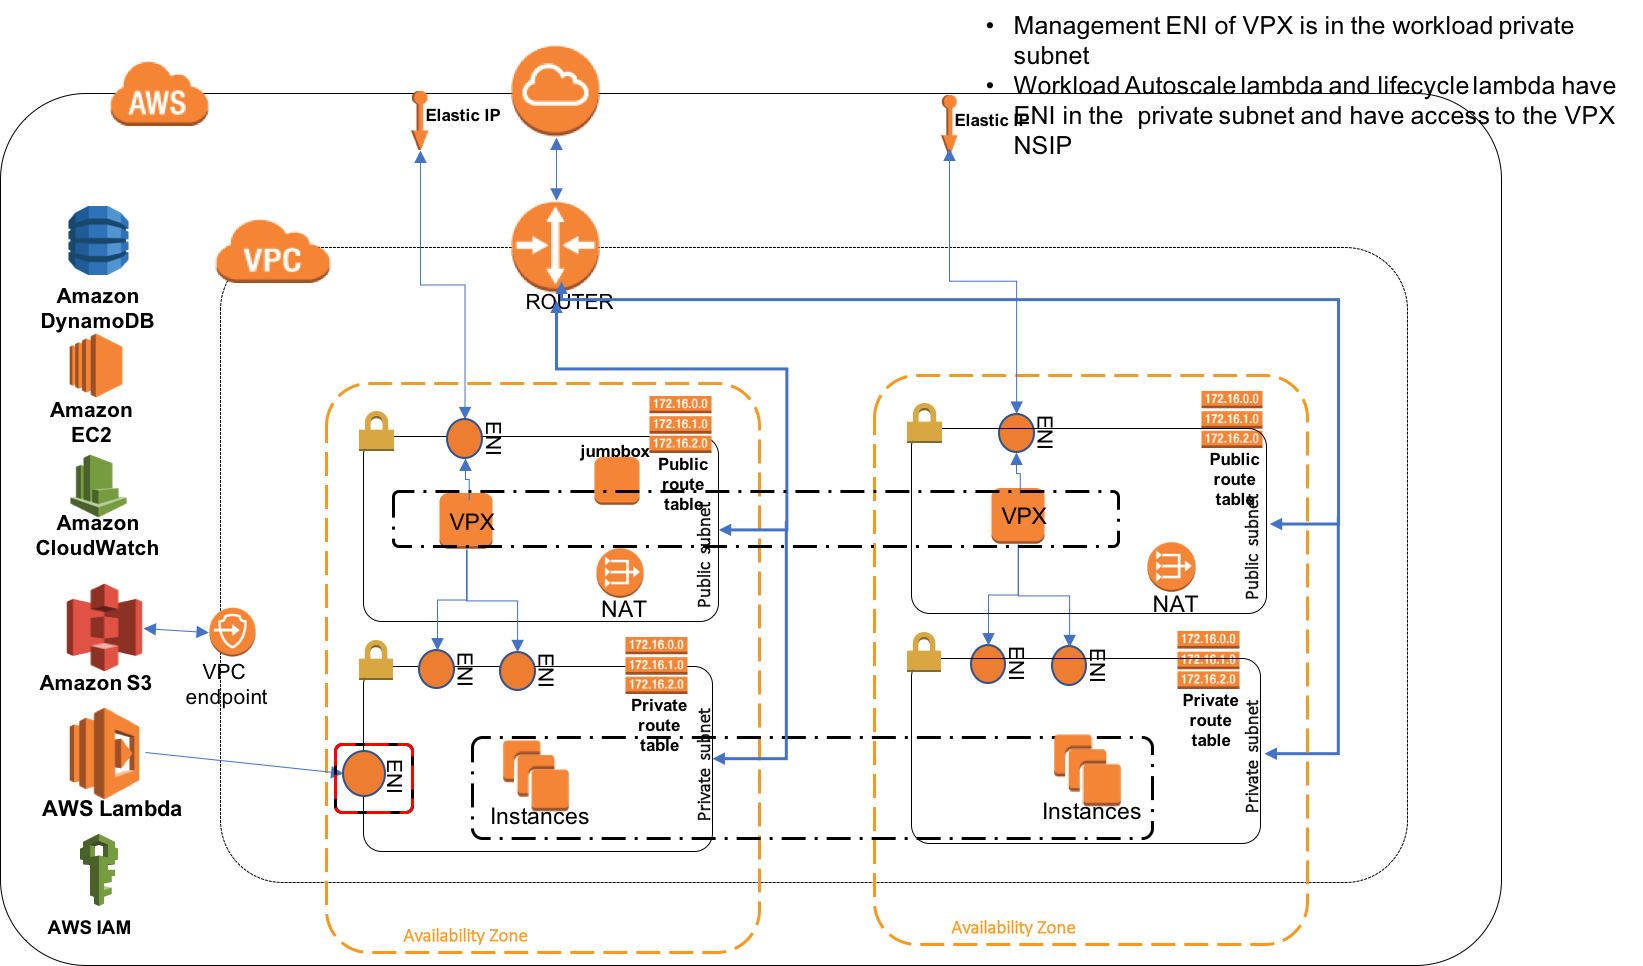 • Management ENI of VPX is in the workload private
subnet
• Workload Autoscale lambda and lifecycle lambda have
ENI in the private subnet and have access to the VPX
NSIP
AWS
Elastic IP
Elastic IP
VPC
ROUTER
Amazon
DynamoDB
Amazon
EC2
Amazon
CloudWatch
Amazon S3
VPC
endpoint
AWS Lambda
AWS IAM
ENI
jumpbox
172.16.0.0
172.16.1.0
172.16.2.0
Public
route
table
VPX
NAT
Public subnet
ENI
ENI
172.16.0.0
172.16.1.0
172.16.2.0
Private
route
table
Private subnet
ENI
Instances
Availability Zone
ENI
172.16.0.0
172.16.1.0
172.16.2.0
Public
route
table
VPX
NAT
Public subnet
ENI
ENI
172.16.0.0
172.16.1.0
172.16.2.0
Private
route
table
Private subnet
Instances
Availability Zone